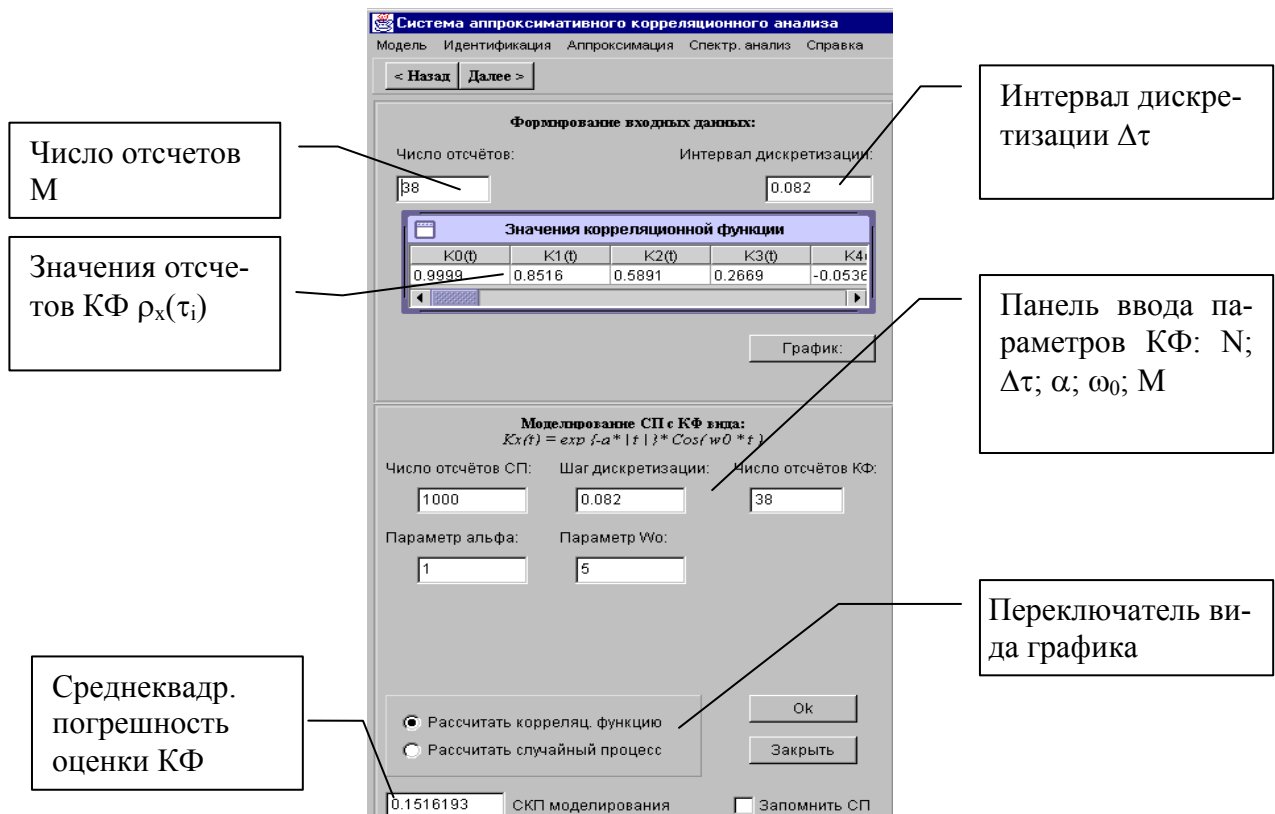 Система аппроксимативного корреляционного анализа
Модель Идентификация Аппроксимация Спектр. анализ Справка
< Назад Далее >
Формирование входных данных:
Число отсчётов:
Интервал дискретизации:
38
0.082
Значения корреляционной функции
K0(t) K1(t) K2(t) K3(t) K4(
0.9999 0.8516 0.5891 0.2669 -0.0536
График:
Моделирование СП с КФ вида:
Kx(t) = exp {-a* | t | }* Cos( w0 * t )
Число отсчётов СП: Шаг дискретизации: Число отсчётов КФ:
1000 0.082 38
Параметр альфа: Параметр Wo:
1 5
Рассчитать корреляц. функцию
Рассчитать случайный процесс
Ok
Закрыть
0.1516193 СКП моделирования
Запомнить СП
Число отсчетов
М
Значения отсче-
тов КФ ρx(τi)
Среднеквадр.
погрешность
оценки КФ
Интервал дискре-
тизации Δτ
Панель ввода па-
раметров КФ: N;
Δτ; α; ω0; М
Переключатель ви-
да графика